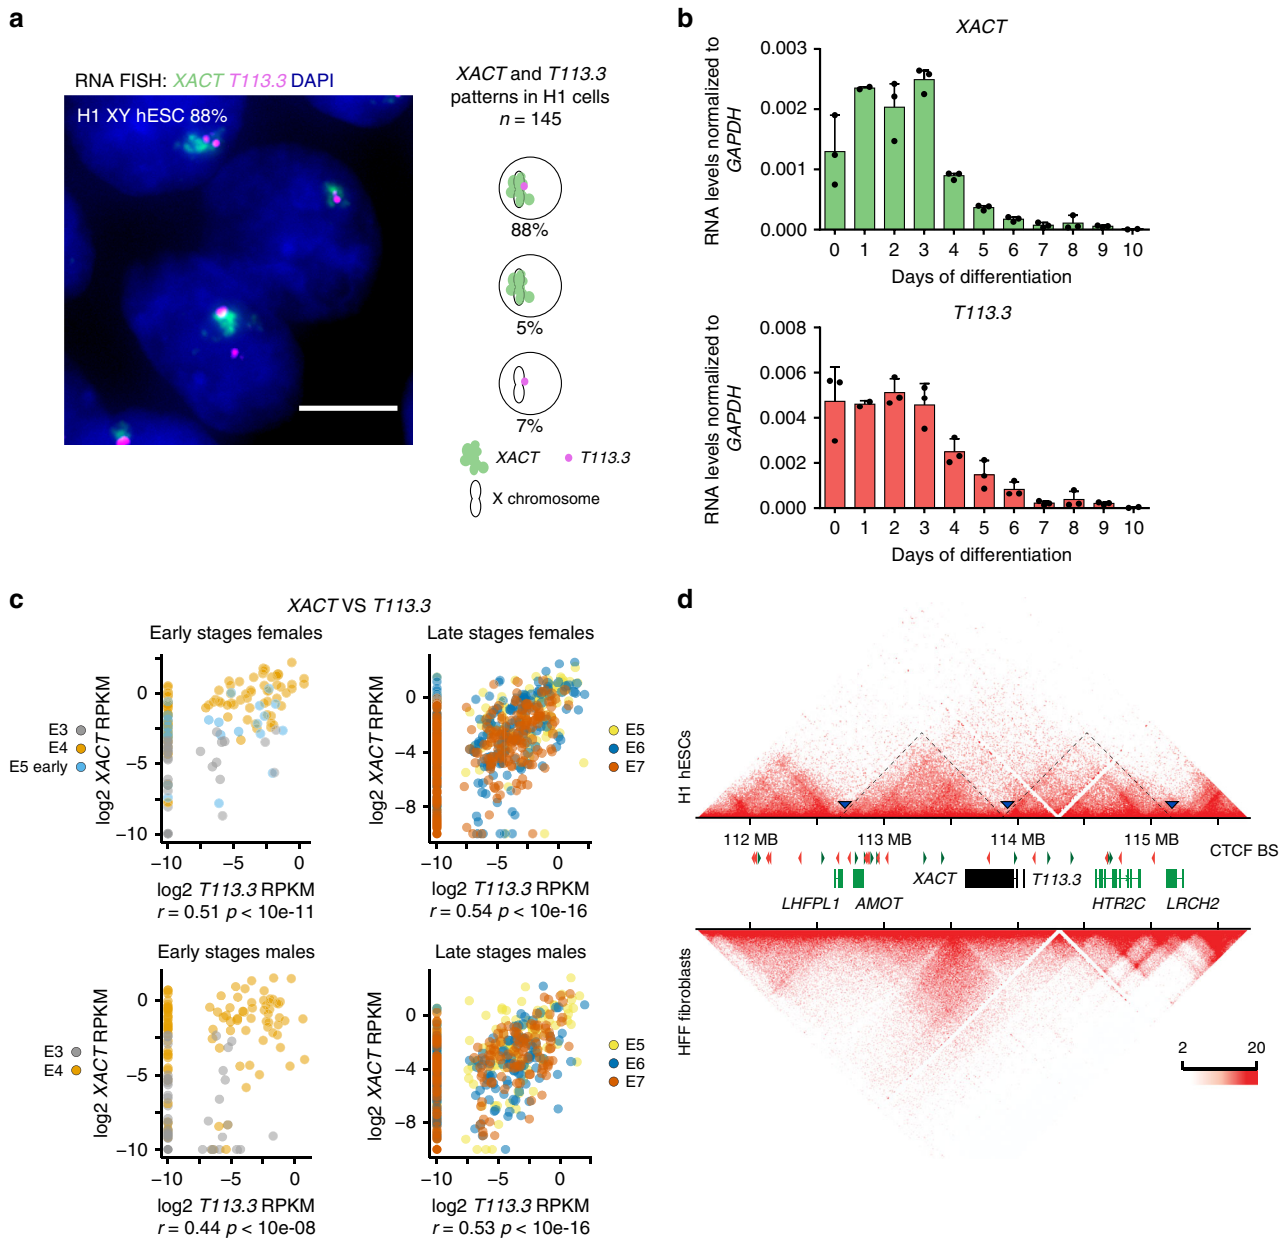 a
RNA FISH: XACT T113.3 DAPI
H1 XY hESC 88%
XACT and T113.3
patterns in H1 cells
n = 145
88%
5%
7%
XACT
T113.3
X chromosome
b
XACT
RNA levels normalized to
GAPDH
0.003
0.002
0.001
0.000
0 1 2 3 4 5 6 7 8 9 10
Days of differentiation
T113.3
RNA levels normalized to
GAPDH
0.008
0.006
0.004
0.002
0.000
0 1 2 3 4 5 6 7 8 9 10
Days of differentiation
c
XACT VS T113.3
Early stages females
E3
E4
E5 early
log2 XACT RPKM
0
−5
−10
−10 −5 0
log2 T113.3 RPKM
r = 0.51 p < 10e-11
Late stages females
log2 XACT RPKM
0
−4
−8
−10 −5 0
log2 T113.3 RPKM
r = 0.54 p < 10e-16
E5
E6
E7
Early stages males
E3
E4
log2 XACT RPKM
0
−5
−10
−10 −5 0
log2 T113.3 RPKM
r = 0.44 p < 10e-08
Late stages males
log2 XACT RPKM
0
−4
−8
−10 −5 0
log2 T113.3 RPKM
r = 0.53 p < 10e-16
E5
E6
E7
d
H1 hESCs
112 MB 113 MB 114 MB 115 MB
CTCF BS
XACT T113.3
LHFPL1 AMOT HTR2C LRCH2
HFF fibroblasts
2 20